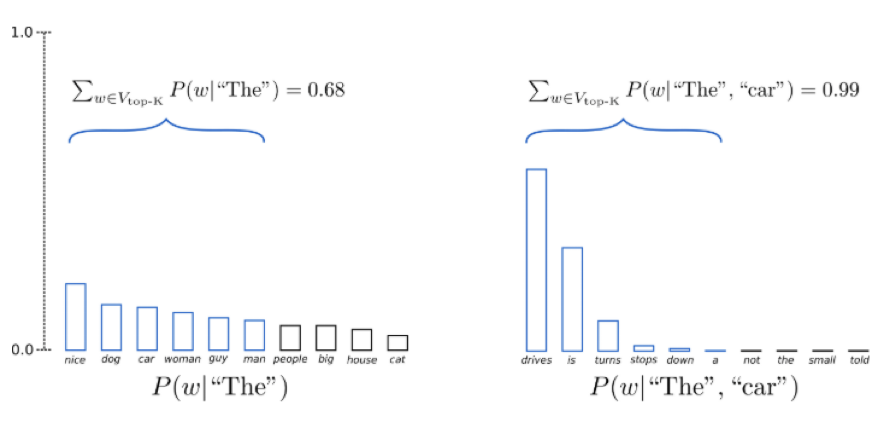 1.0
∑w∈Vtop-K P(w|“The”) = 0.68
∑w∈Vtop-K P(w|“The”, “car”) = 0.99
0.0
nice dog car woman guy man people big house cat
drives is turns stops down a not the small told
P(w|“The”)
P(w|“The”, “car”)